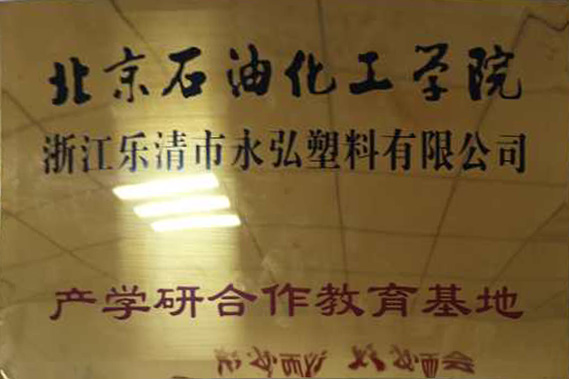 北京石油化工学院
浙江乐清市永弘塑料有限公司
产学研合作教育基地